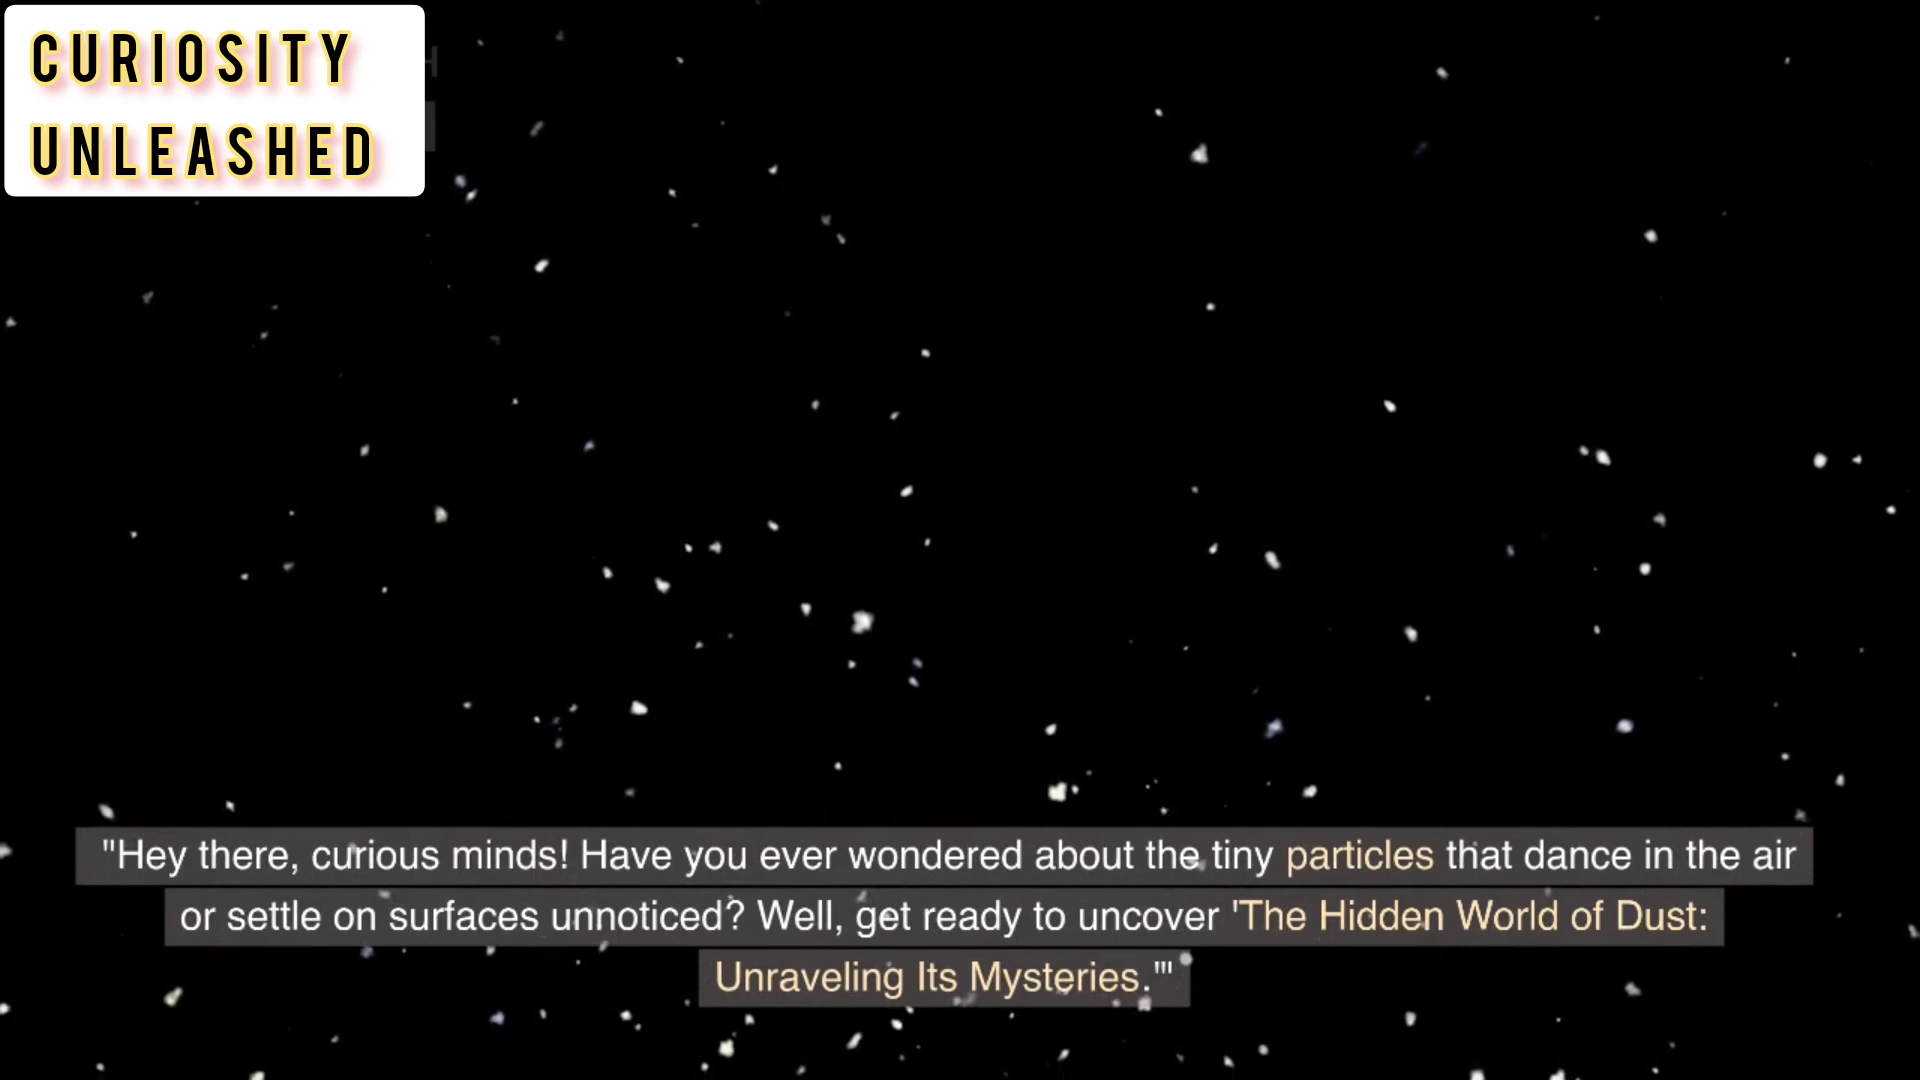 CURIOSITY
UNLEASHED
"Hey there, curious minds! Have you ever wondered about the tiny particles that dance in the air
or settle on surfaces unnoticed? Well, get ready to uncover 'The Hidden World of Dust:
Unraveling Its Mysteries.'"